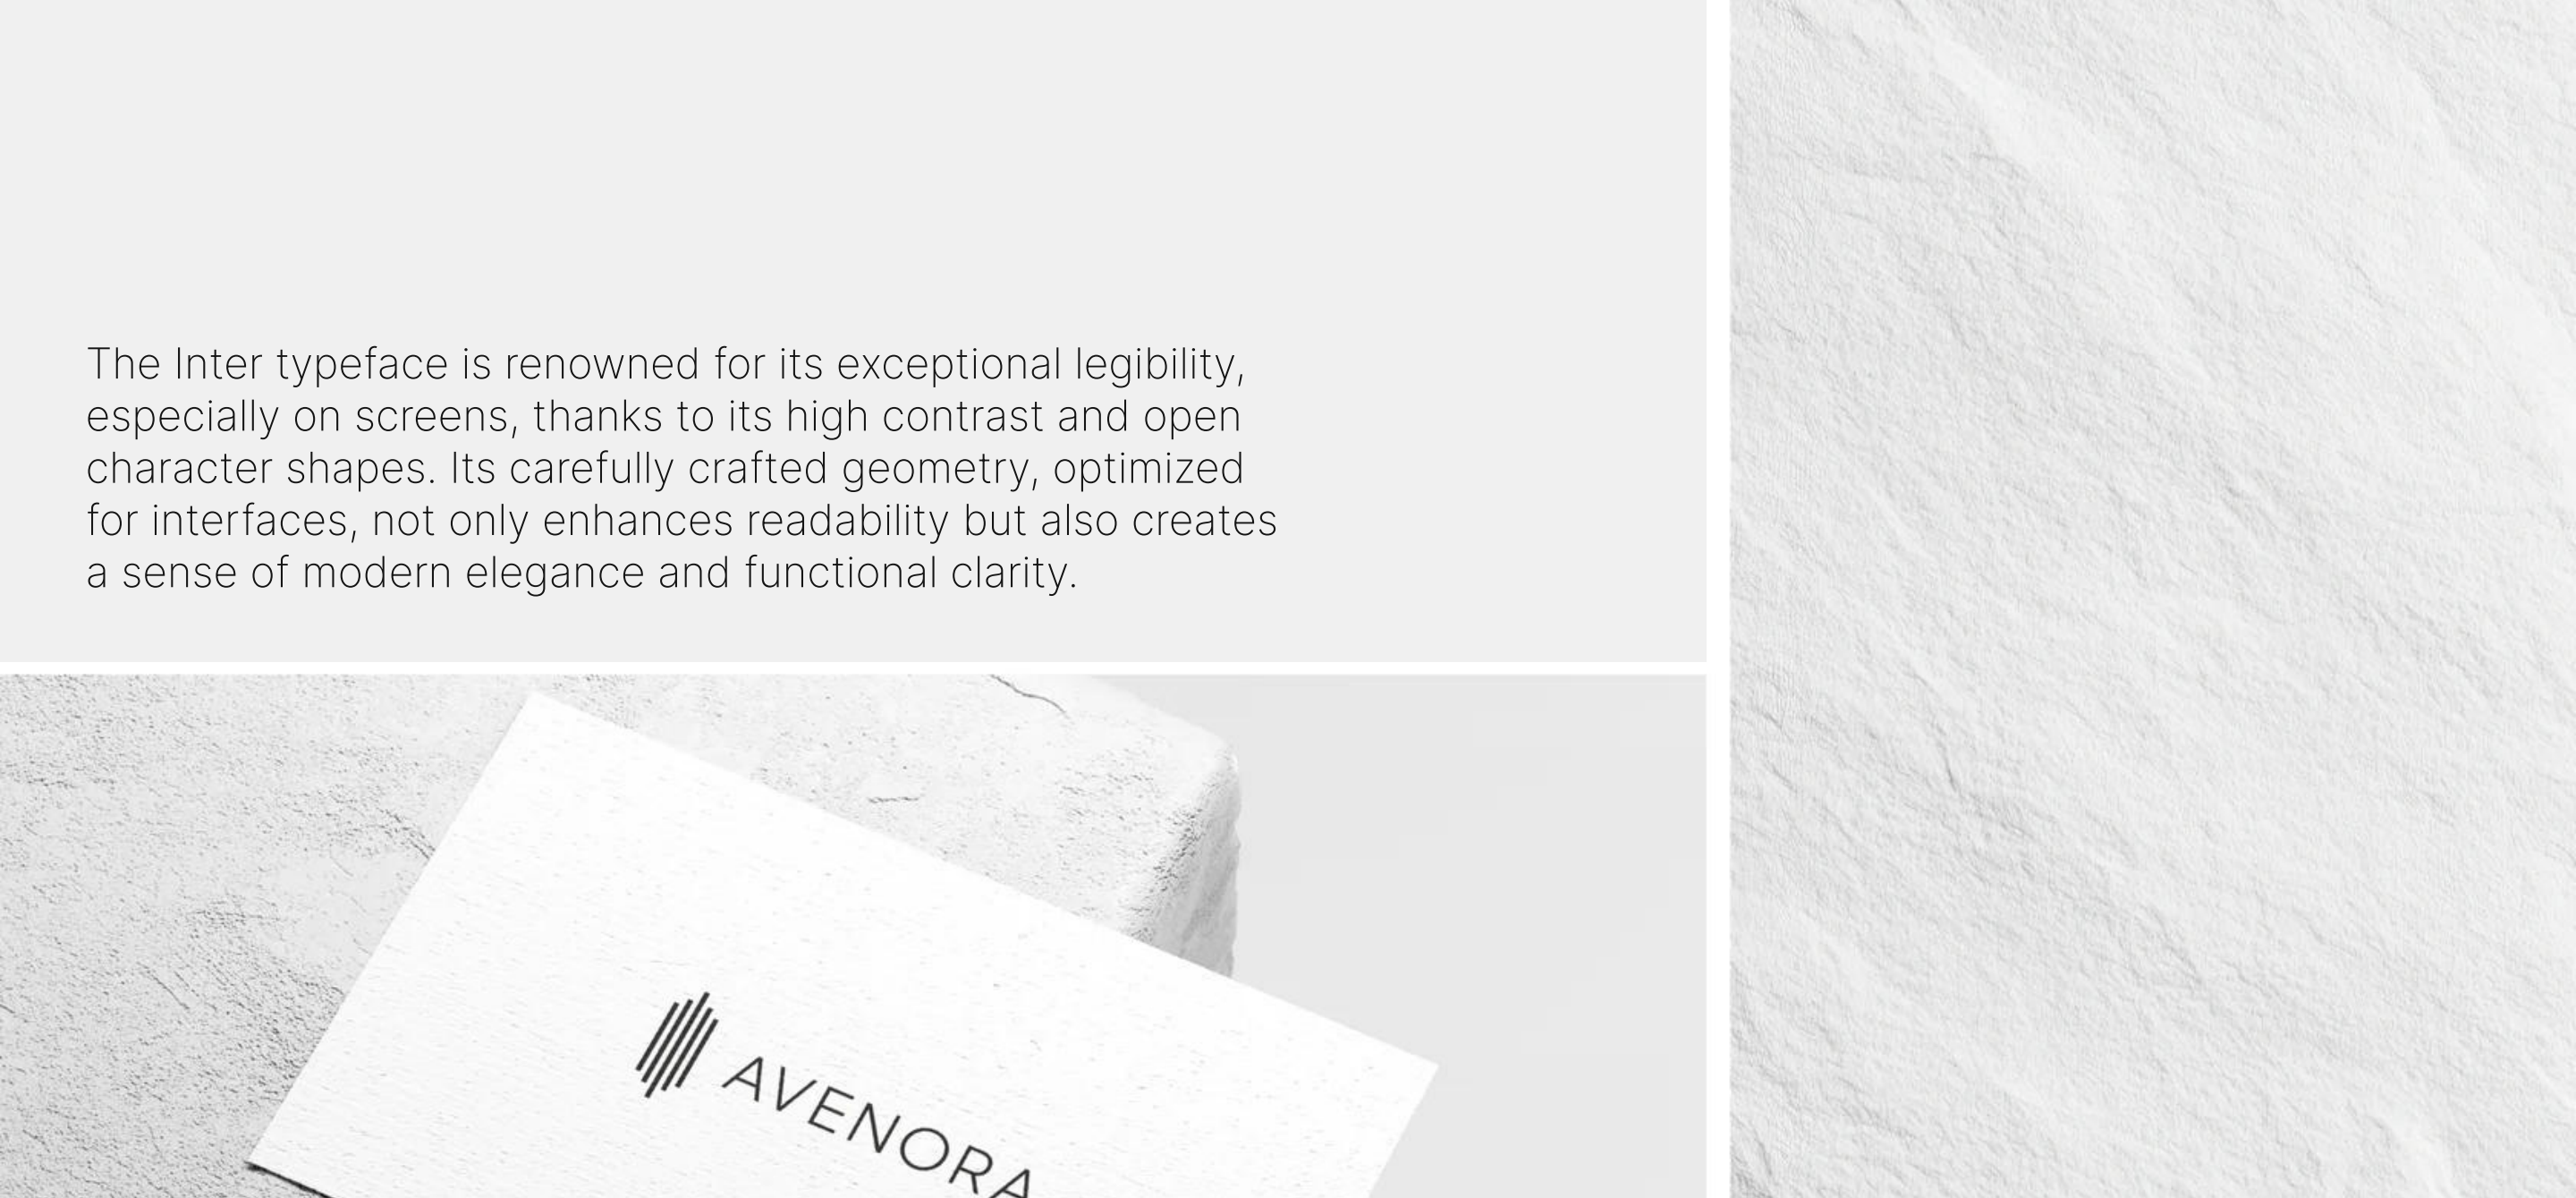 The Inter typeface is renowned for its exceptional legibility,
especially on screens, thanks to its high contrast and open
character shapes. Its carefully crafted geometry, optimized
for interfaces, not only enhances readability but also creates
a sense of modern elegance and functional clarity.
AVENORA